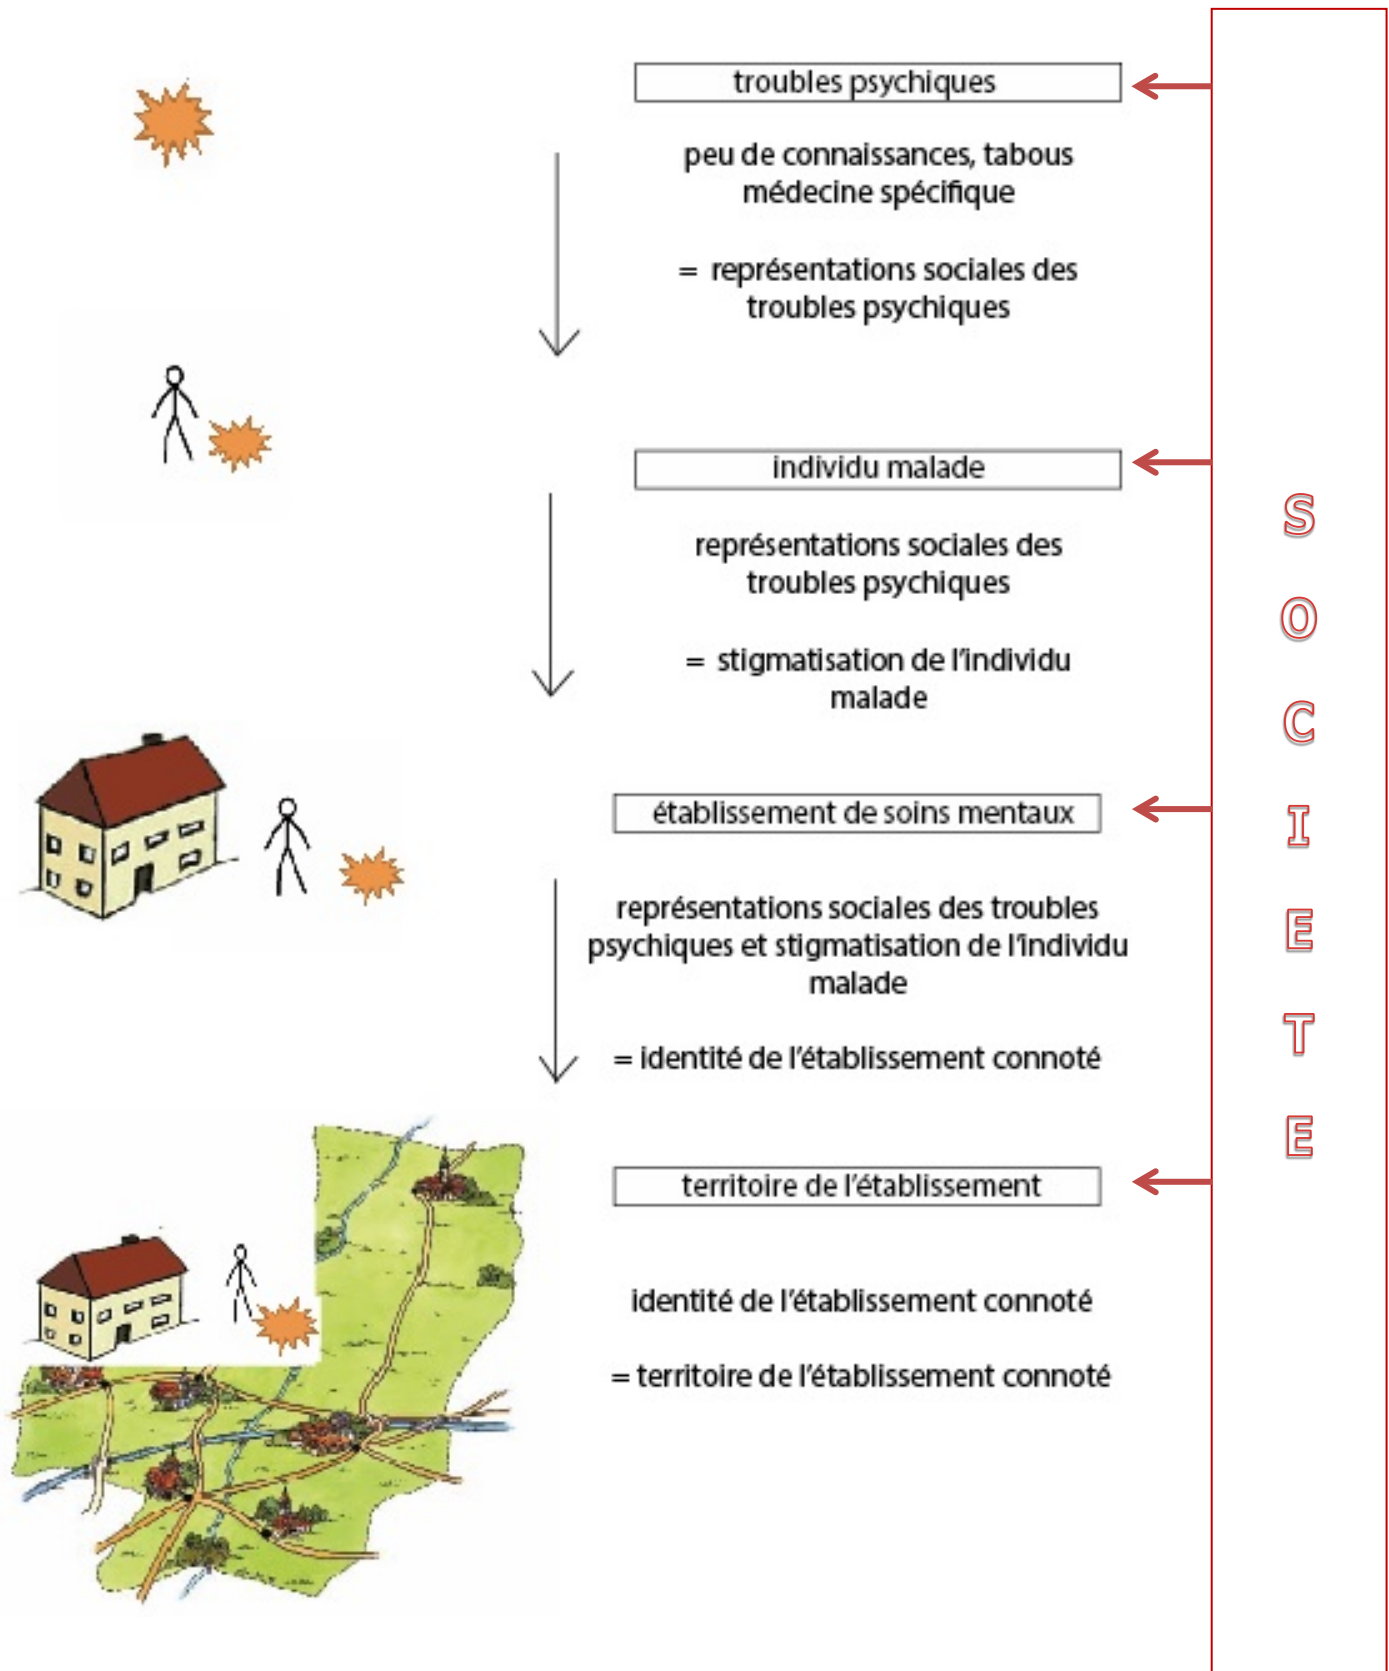 troubles psychiques
peu de connaissances, tabous
médecine spécifique
= représentations sociales des
troubles psychiques
individu malade
représentations sociales des
troubles psychiques
= stigmatisation de l'individu
malade
établissement de soins mentaux
représentations sociales des troubles
psychiques et stigmatisation de l'individu
malade
= identité de l'établissement connoté
territoire de l'établissement
identité de l'établissement connoté
= territoire de l'établissement connoté
S
O
C
I
E
T
E